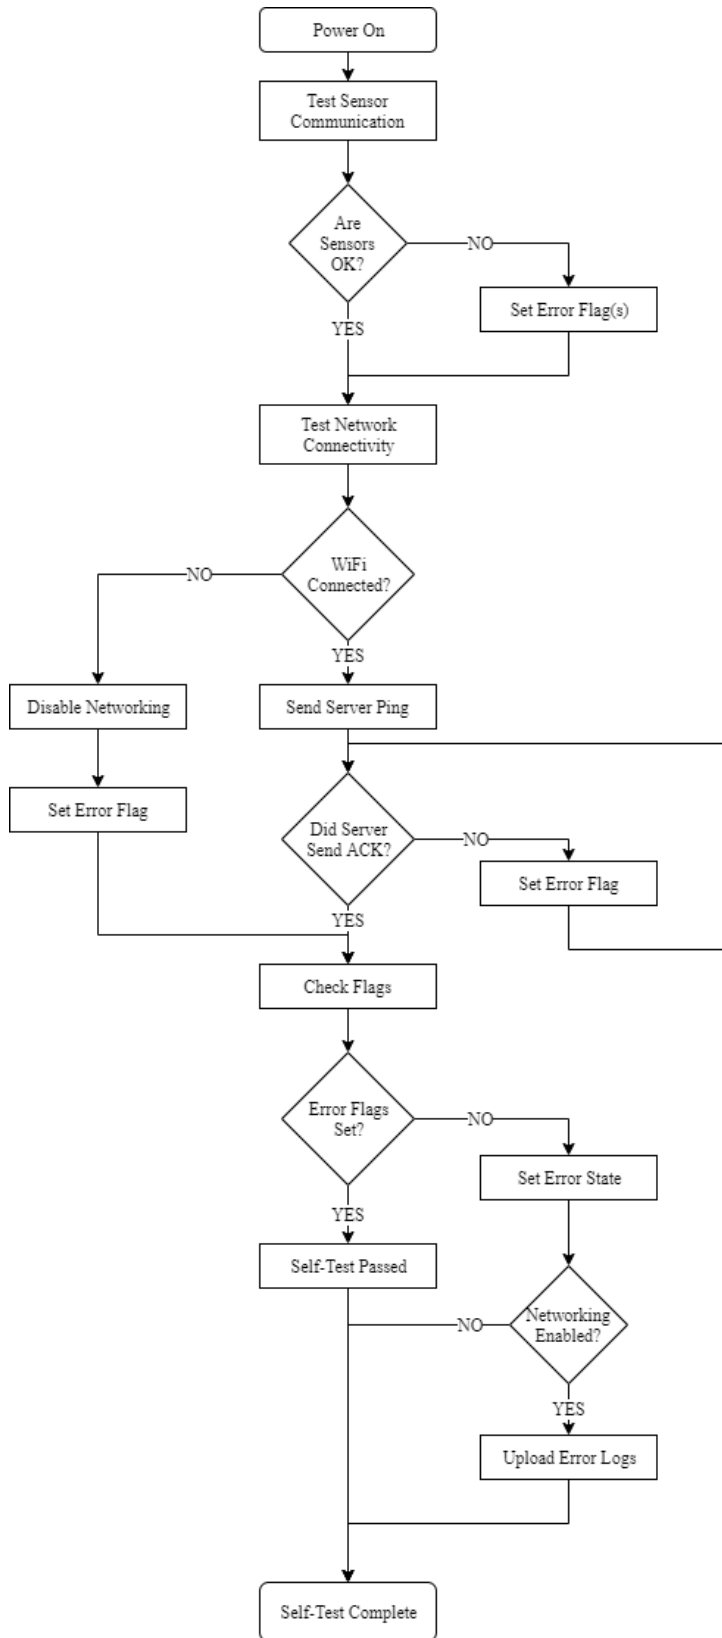 Power On
Test Sensor
Communication
Are
Sensors
OK?
NO
Set Error Flag(s)
YES
Test Network
Connectivity
WiFi
Connected?
NO
YES
Disable Networking
Send Server Ping
Set Error Flag
Did Server
Send ACK?
NO
Set Error Flag
YES
Check Flags
Error Flags
Set?
NO
Set Error State
YES
Self-Test Passed
Networking
Enabled?
NO
YES
Upload Error Logs
Self-Test Complete